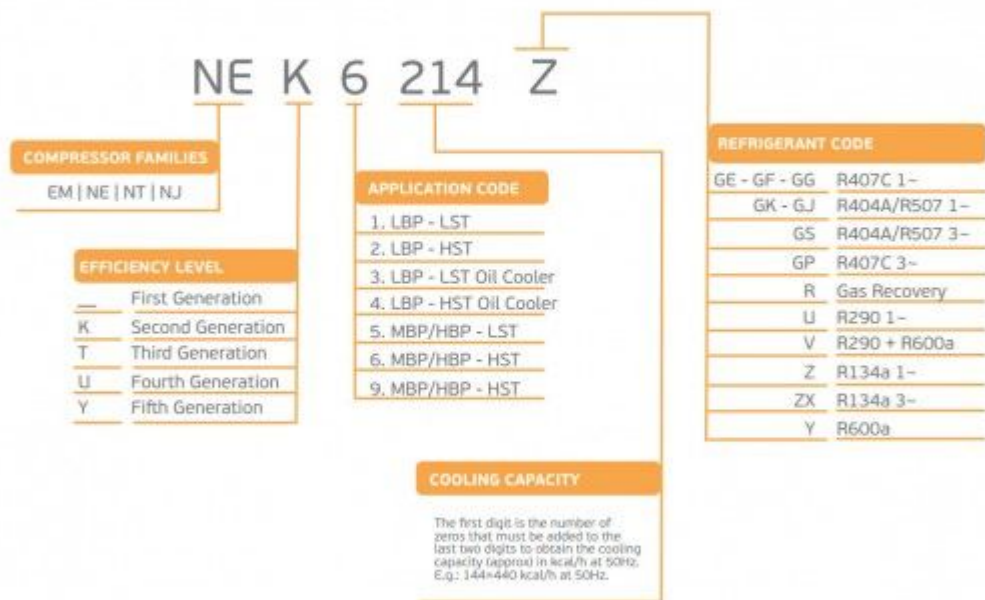 NE K 6 214 Z
COMPRESSOR FAMILIES
EM | NE | NT | NJ
EFFICIENCY LEVEL
__ First Generation
K Second Generation
T Third Generation
U Fourth Generation
Y Fifth Generation
APPLICATION CODE
1. LBP - LST
2. LBP - HST
3. LBP - LST Oil Cooler
4. LBP - HST Oil Cooler
5. MBP/HBP - LST
6. MBP/HBP - HST
9. MBP/HBP - HST
COOLING CAPACITY
The first digit is the number of
zeros that must be added to the
last two digits to obtain the cooling
capacity (approx) in kcal/h at 50Hz.
E.g.: 144=440 kcal/h at 50Hz.
REFRIGERANT CODE
GE - GF - GG R407C 1~
GK - GJ R404A/R507 1~
GS R404A/R507 3~
GP R407C 3~
R Gas Recovery
U R290 1~
V R290 + R600a
Z R134a 1~
ZX R134a 3~
Y R600a